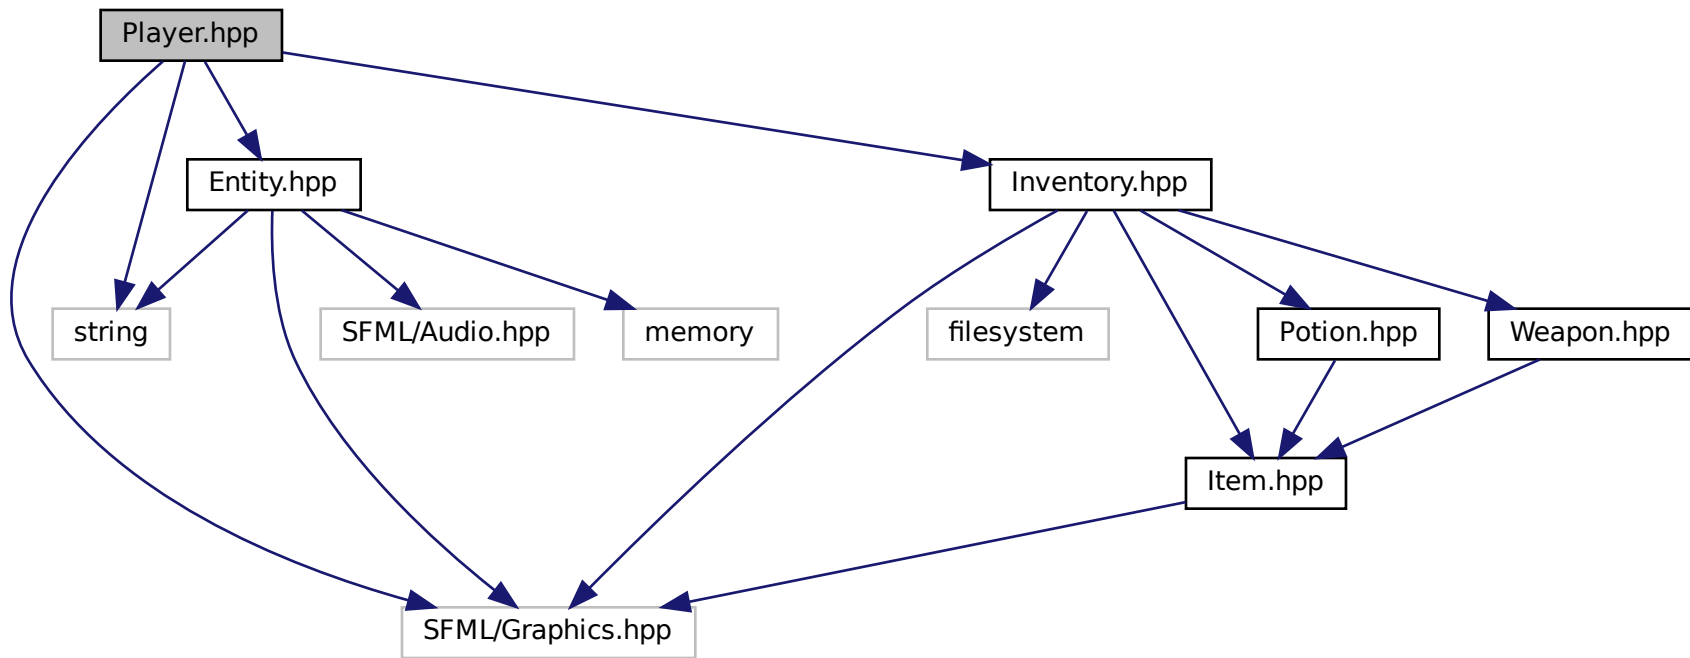 Player.hpp
Entity.hpp
Inventory.hpp
string
SFML/Audio.hpp
memory
filesystem
Potion.hpp
Weapon.hpp
Item.hpp
SFML/Graphics.hpp